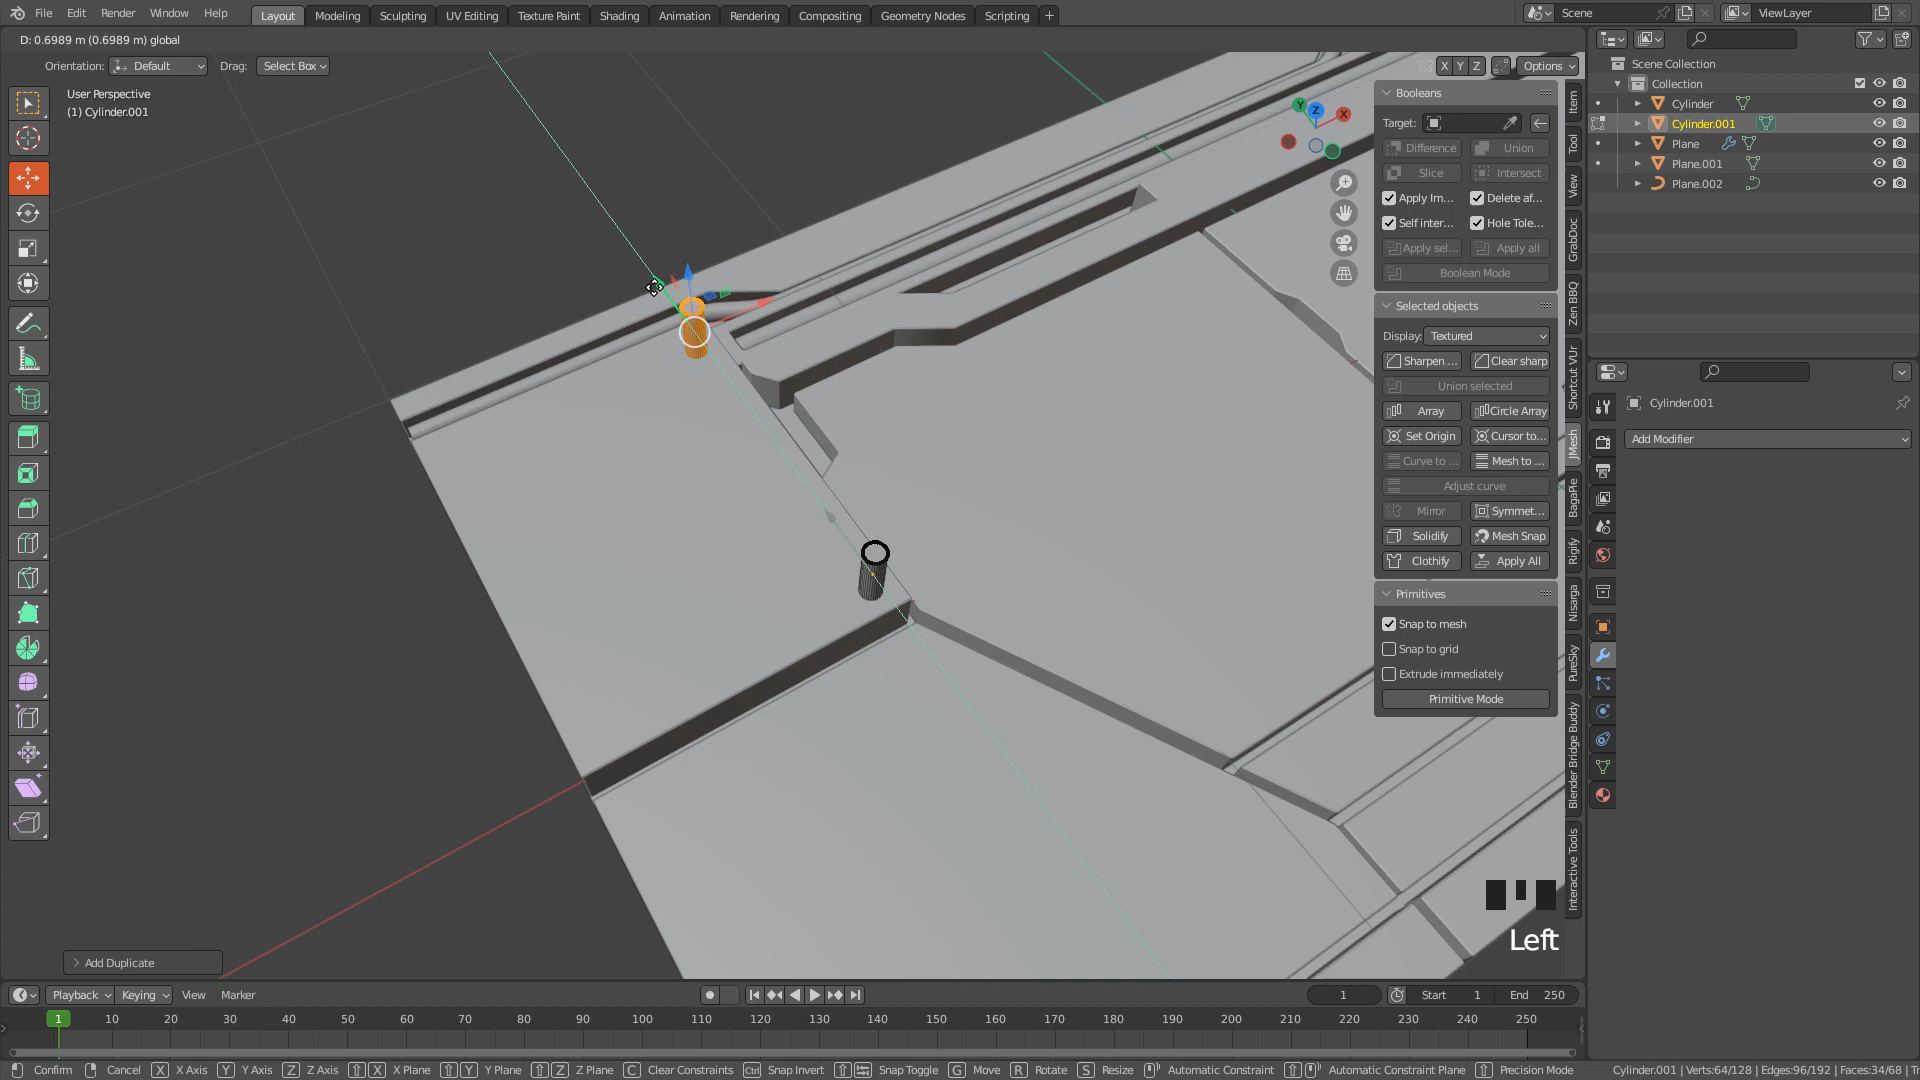 File Edit Render Window Help Layout Modeling Sculpting UV Editing Texture Paint Shading Animation Rendering Compositing Geometry Nodes Scripting Scene ViewLayer
D: 0.6989 m (0.6989 m) global
Orientation: Default Drag: Select Box X Y Z Options
User Perspective
(1) Cylinder.001
Scene Collection
Collection
Cylinder
Cylinder.001
Plane
Plane.001
Plane.002
Y Z X
Booleans
Target:
Difference Union
Slice Intersect
Apply Im... Delete af...
Self inter... Hole Tole...
Apply sel... Apply all
Boolean Mode
Selected objects
Display: Textured
Sharpen ... Clear sharp
Union selected
Array Circle Array
Set Origin Cursor to...
Curve to ... Mesh to ...
Adjust curve
Mirror Symmet...
Solidify Mesh Snap
Clothify Apply All
Primitives
Snap to mesh
Snap to grid
Extrude immediately
Primitive Mode
Item
Tool
View
GrabDoc
Zen BBQ
Shortcut VUr
JMesh
BagaPie
Rigify
Nisarga
PureSky
Blender Bridge Buddy
Interactive Tools
Cylinder.001
Add Modifier
Left
Add Duplicate
Playback Keying View Marker 1 Start 1 End 250
1 10 20 30 40 50 60 70 80 90 100 110 120 130 140 150 160 170 180 190 200 210 220 230 240 250
Confirm Cancel X X Axis Y Y Axis Z Z Axis X X Plane Y Y Plane Z Z Plane C Clear Constraints Ctrl Snap Invert Snap Toggle G Move R Rotate S Resize Automatic Constraint Automatic Constraint Plane Precision Mode Cylinder.001 | Verts:64/128 | Edges:96/192 | Faces:34/68 | Tr